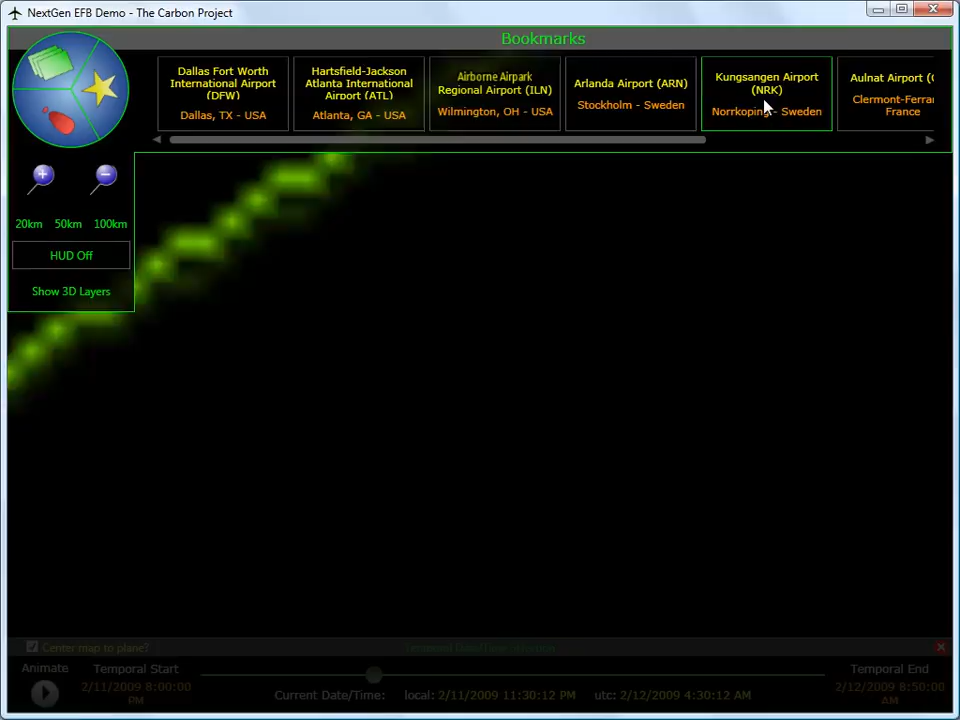 NextGen EFB Demo - The Carbon Project
Bookmarks
Dallas Fort Worth
International Airport
(DFW)
Dallas, TX - USA
Hartsfield-Jackson
Atlanta International
Airport (ATL)
Atlanta, GA - USA
Airborne Airpark
Regional Airport (ILN)
Wilmington, OH - USA
Arlanda Airport (ARN)
Stockholm - Sweden
Kungsangen Airport
(NRK)
Norrkoping - Sweden
Aulnat Airport (
Clermont-Ferra
France
20km 50km 100km
HUD Off
Show 3D Layers
Center map to plane?
Temporal Date/Time Selection
Animate
Temporal Start
2/11/2009 8:00:00
PM
Current Date/Time: local: 2/11/2009 11:30:12 PM utc: 2/12/2009 4:30:12 AM
Temporal End
2/12/2009 8:50:00
AM